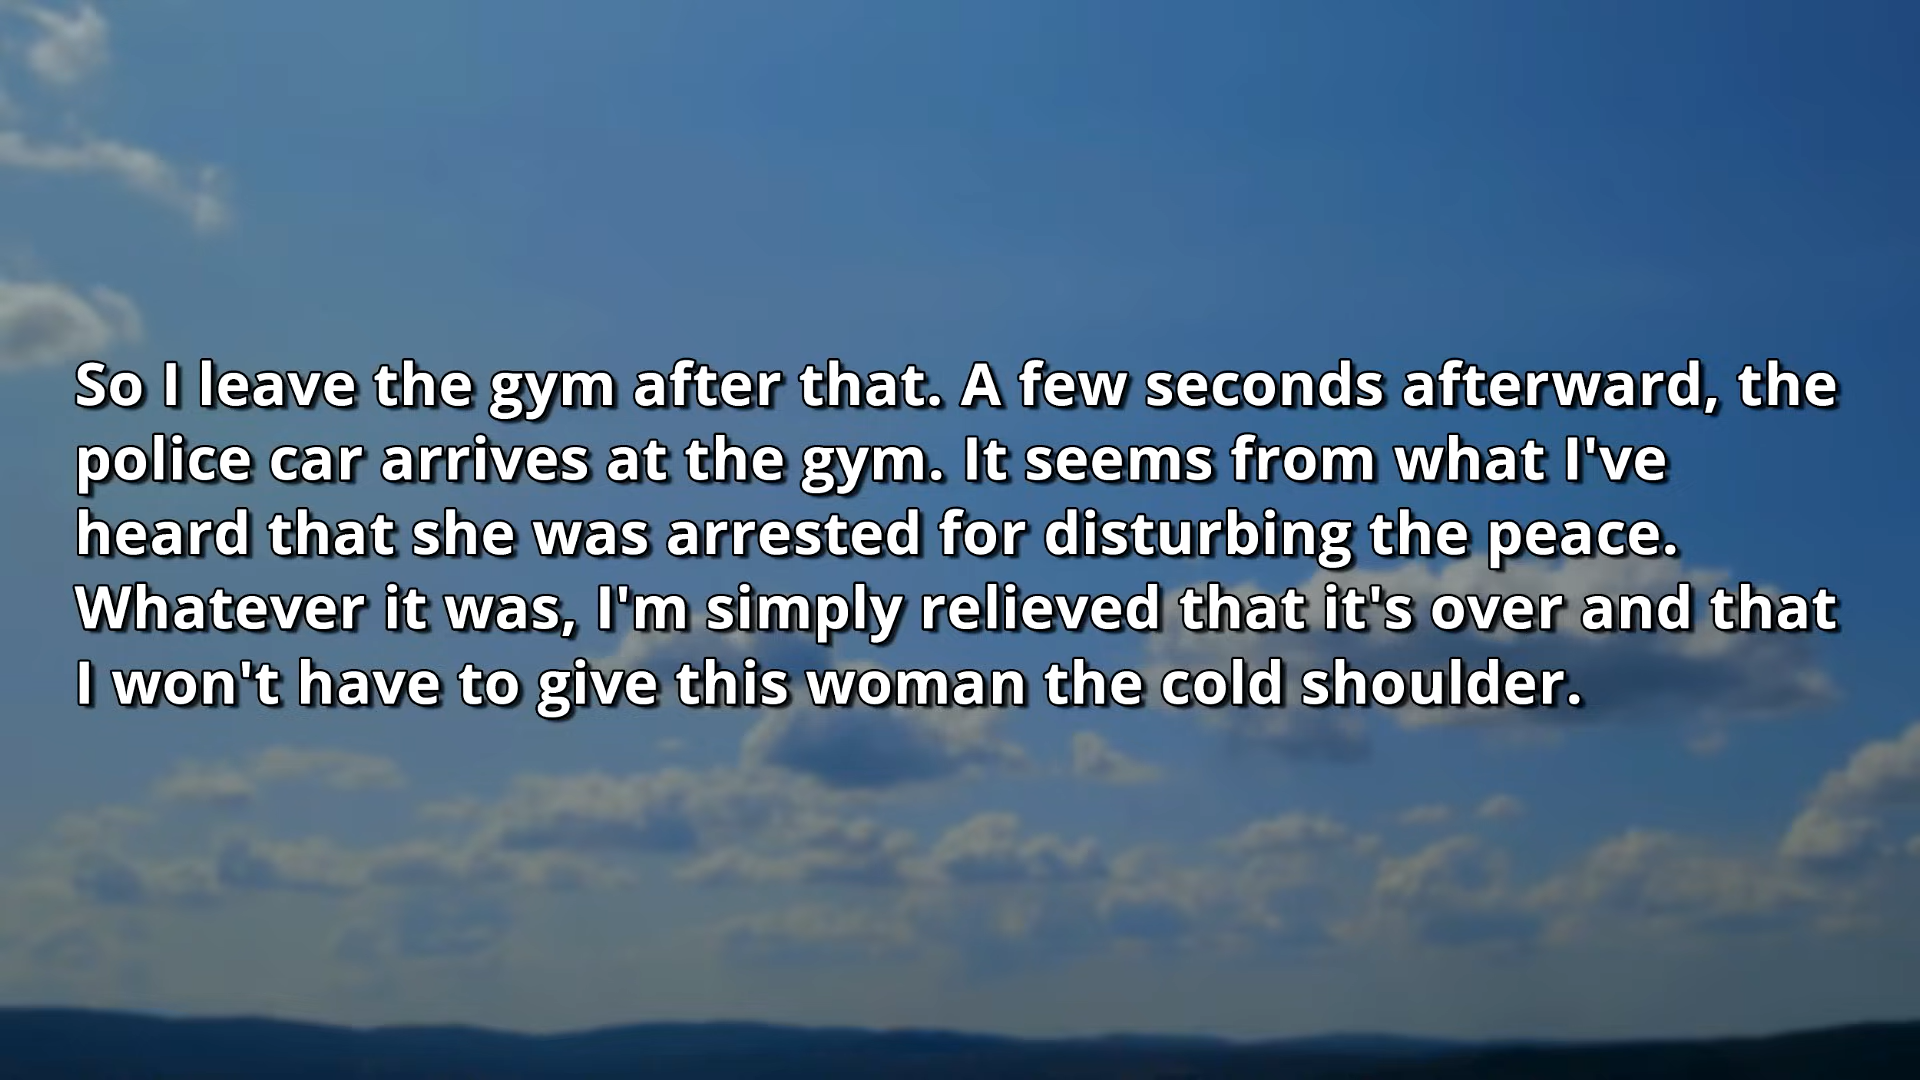 So I leave the gym after that. A few seconds afterward, the
police car arrives at the gym. It seems from what I've
heard that she was arrested for disturbing the peace.
Whatever it was, I'm simply relieved that it's over and that
I won't have to give this woman the cold shoulder.